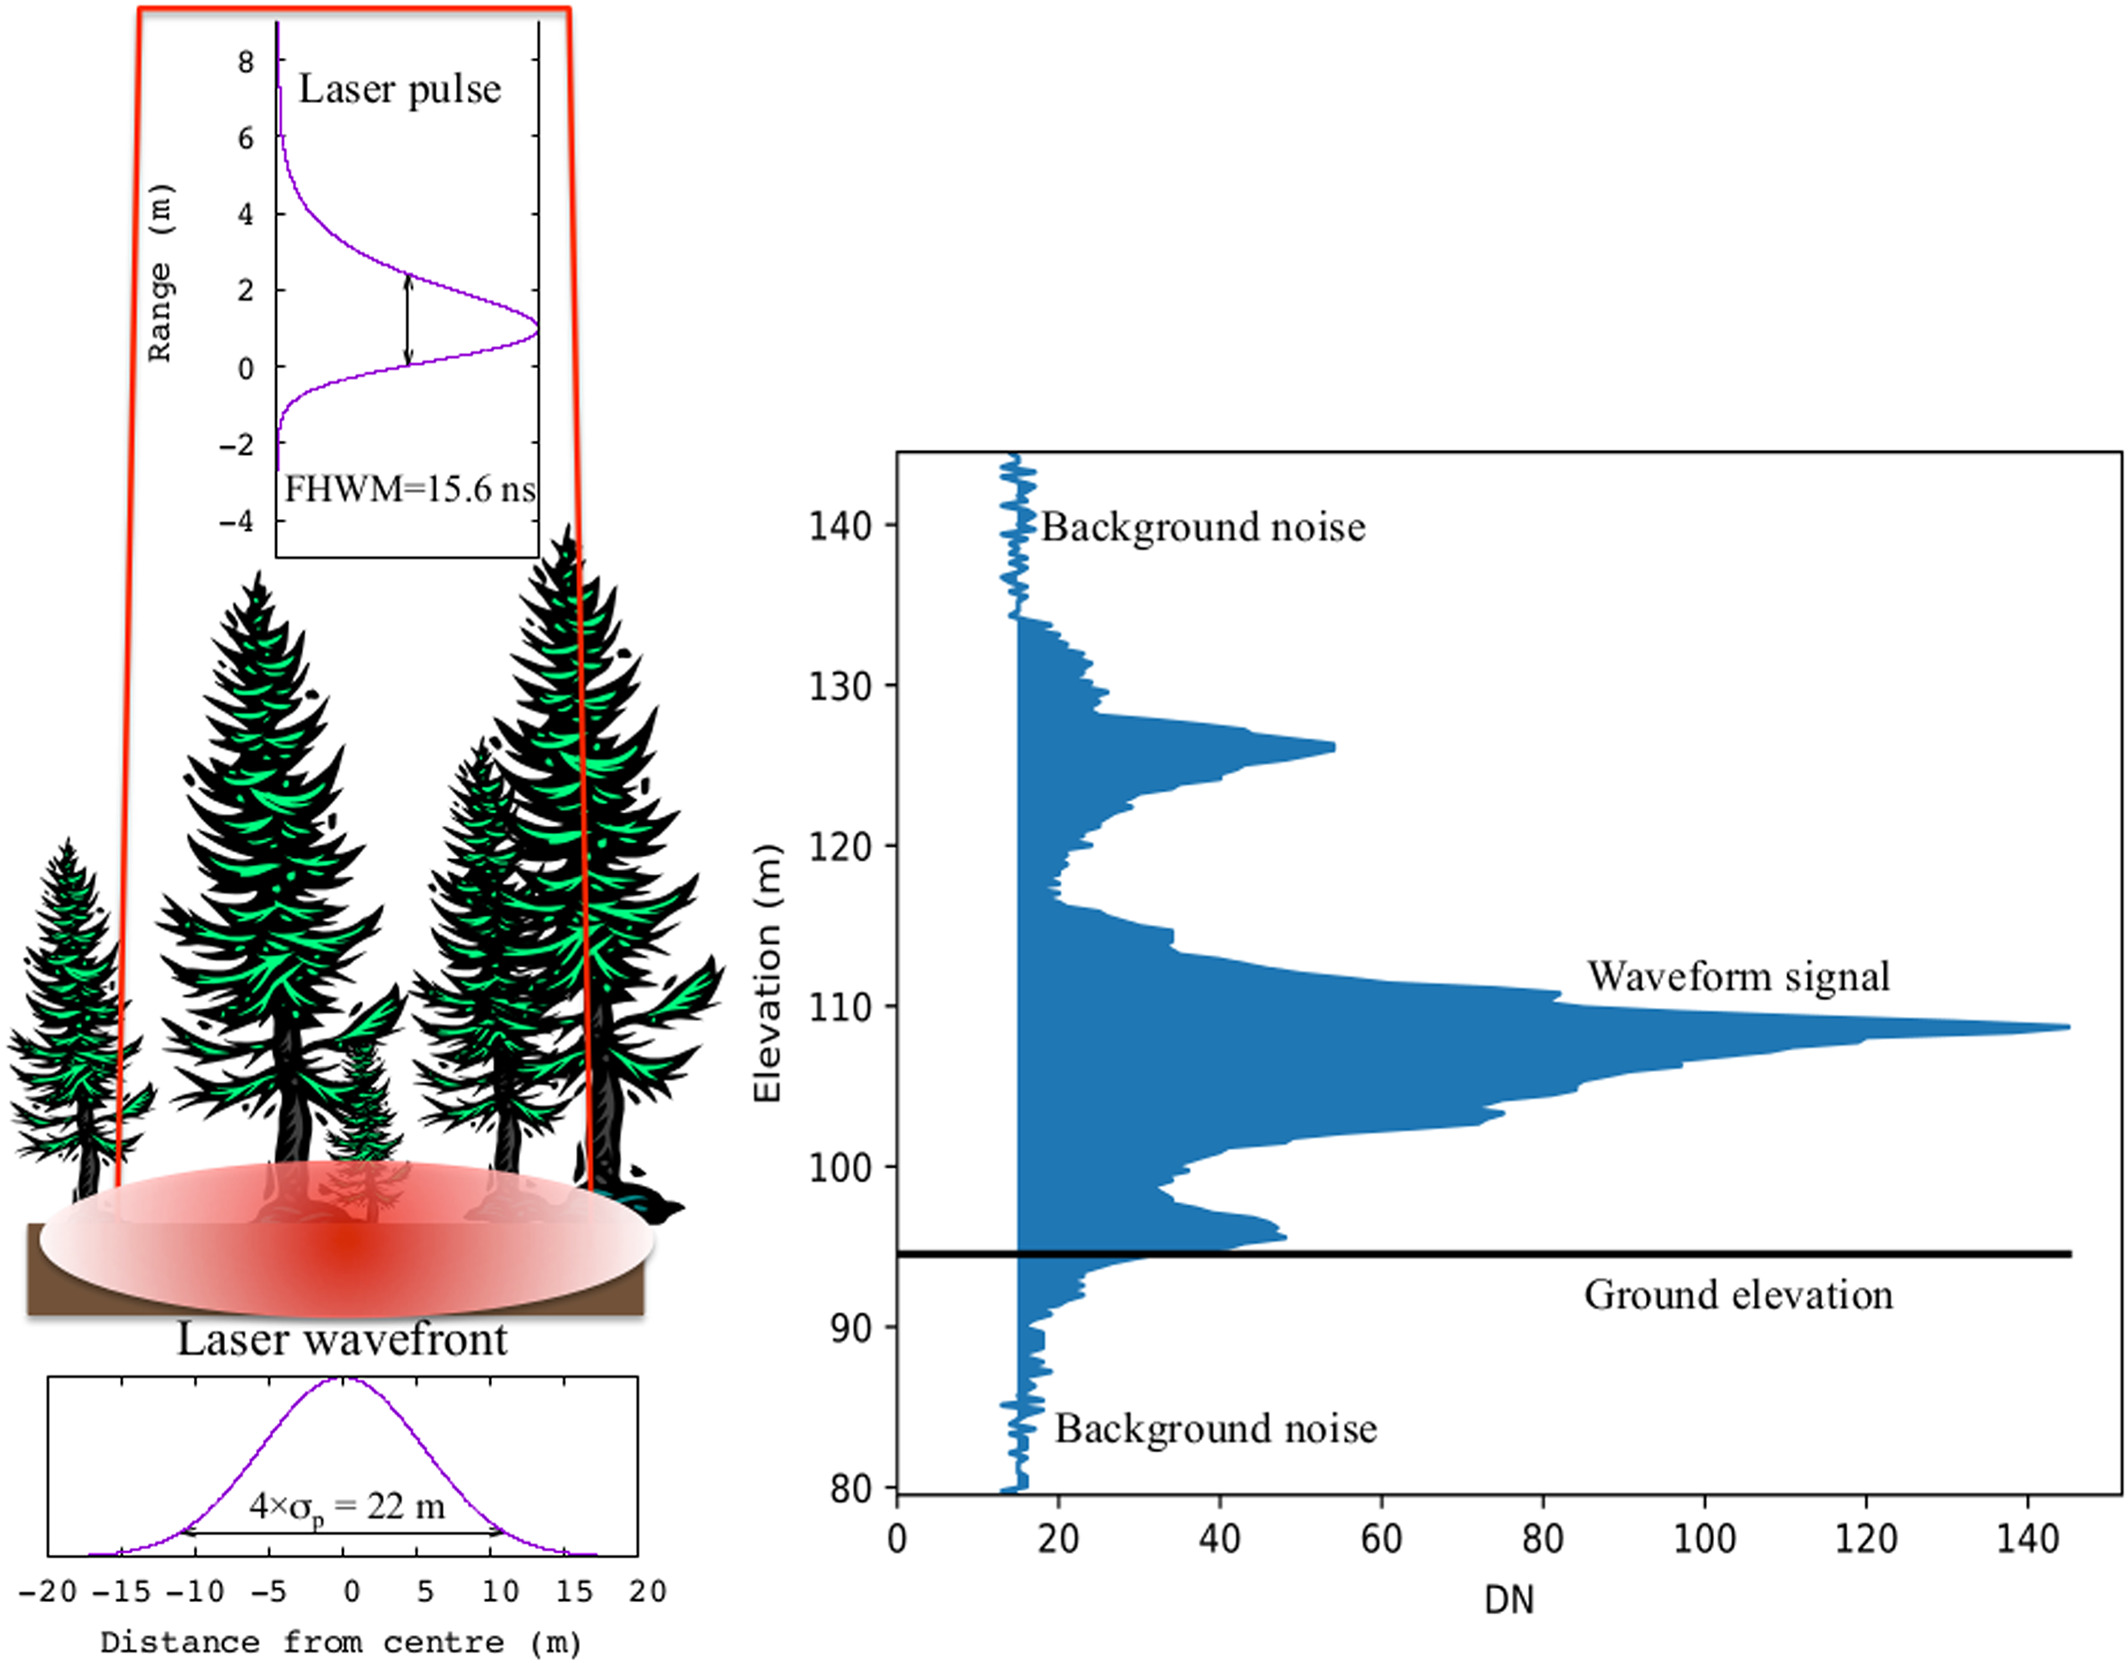 8
Laser pulse
6
4
2
0
−2
−4
Range (m)
FHWM=15.6 ns
Laser wavefront
4×σp = 22 m
−20 −15 −10 −5 0 5 10 15 20
Distance from centre (m)
140
130
120
110
100
90
80
Elevation (m)
Background noise
Waveform signal
Ground elevation
Background noise
0 20 40 60 80 100 120 140
DN